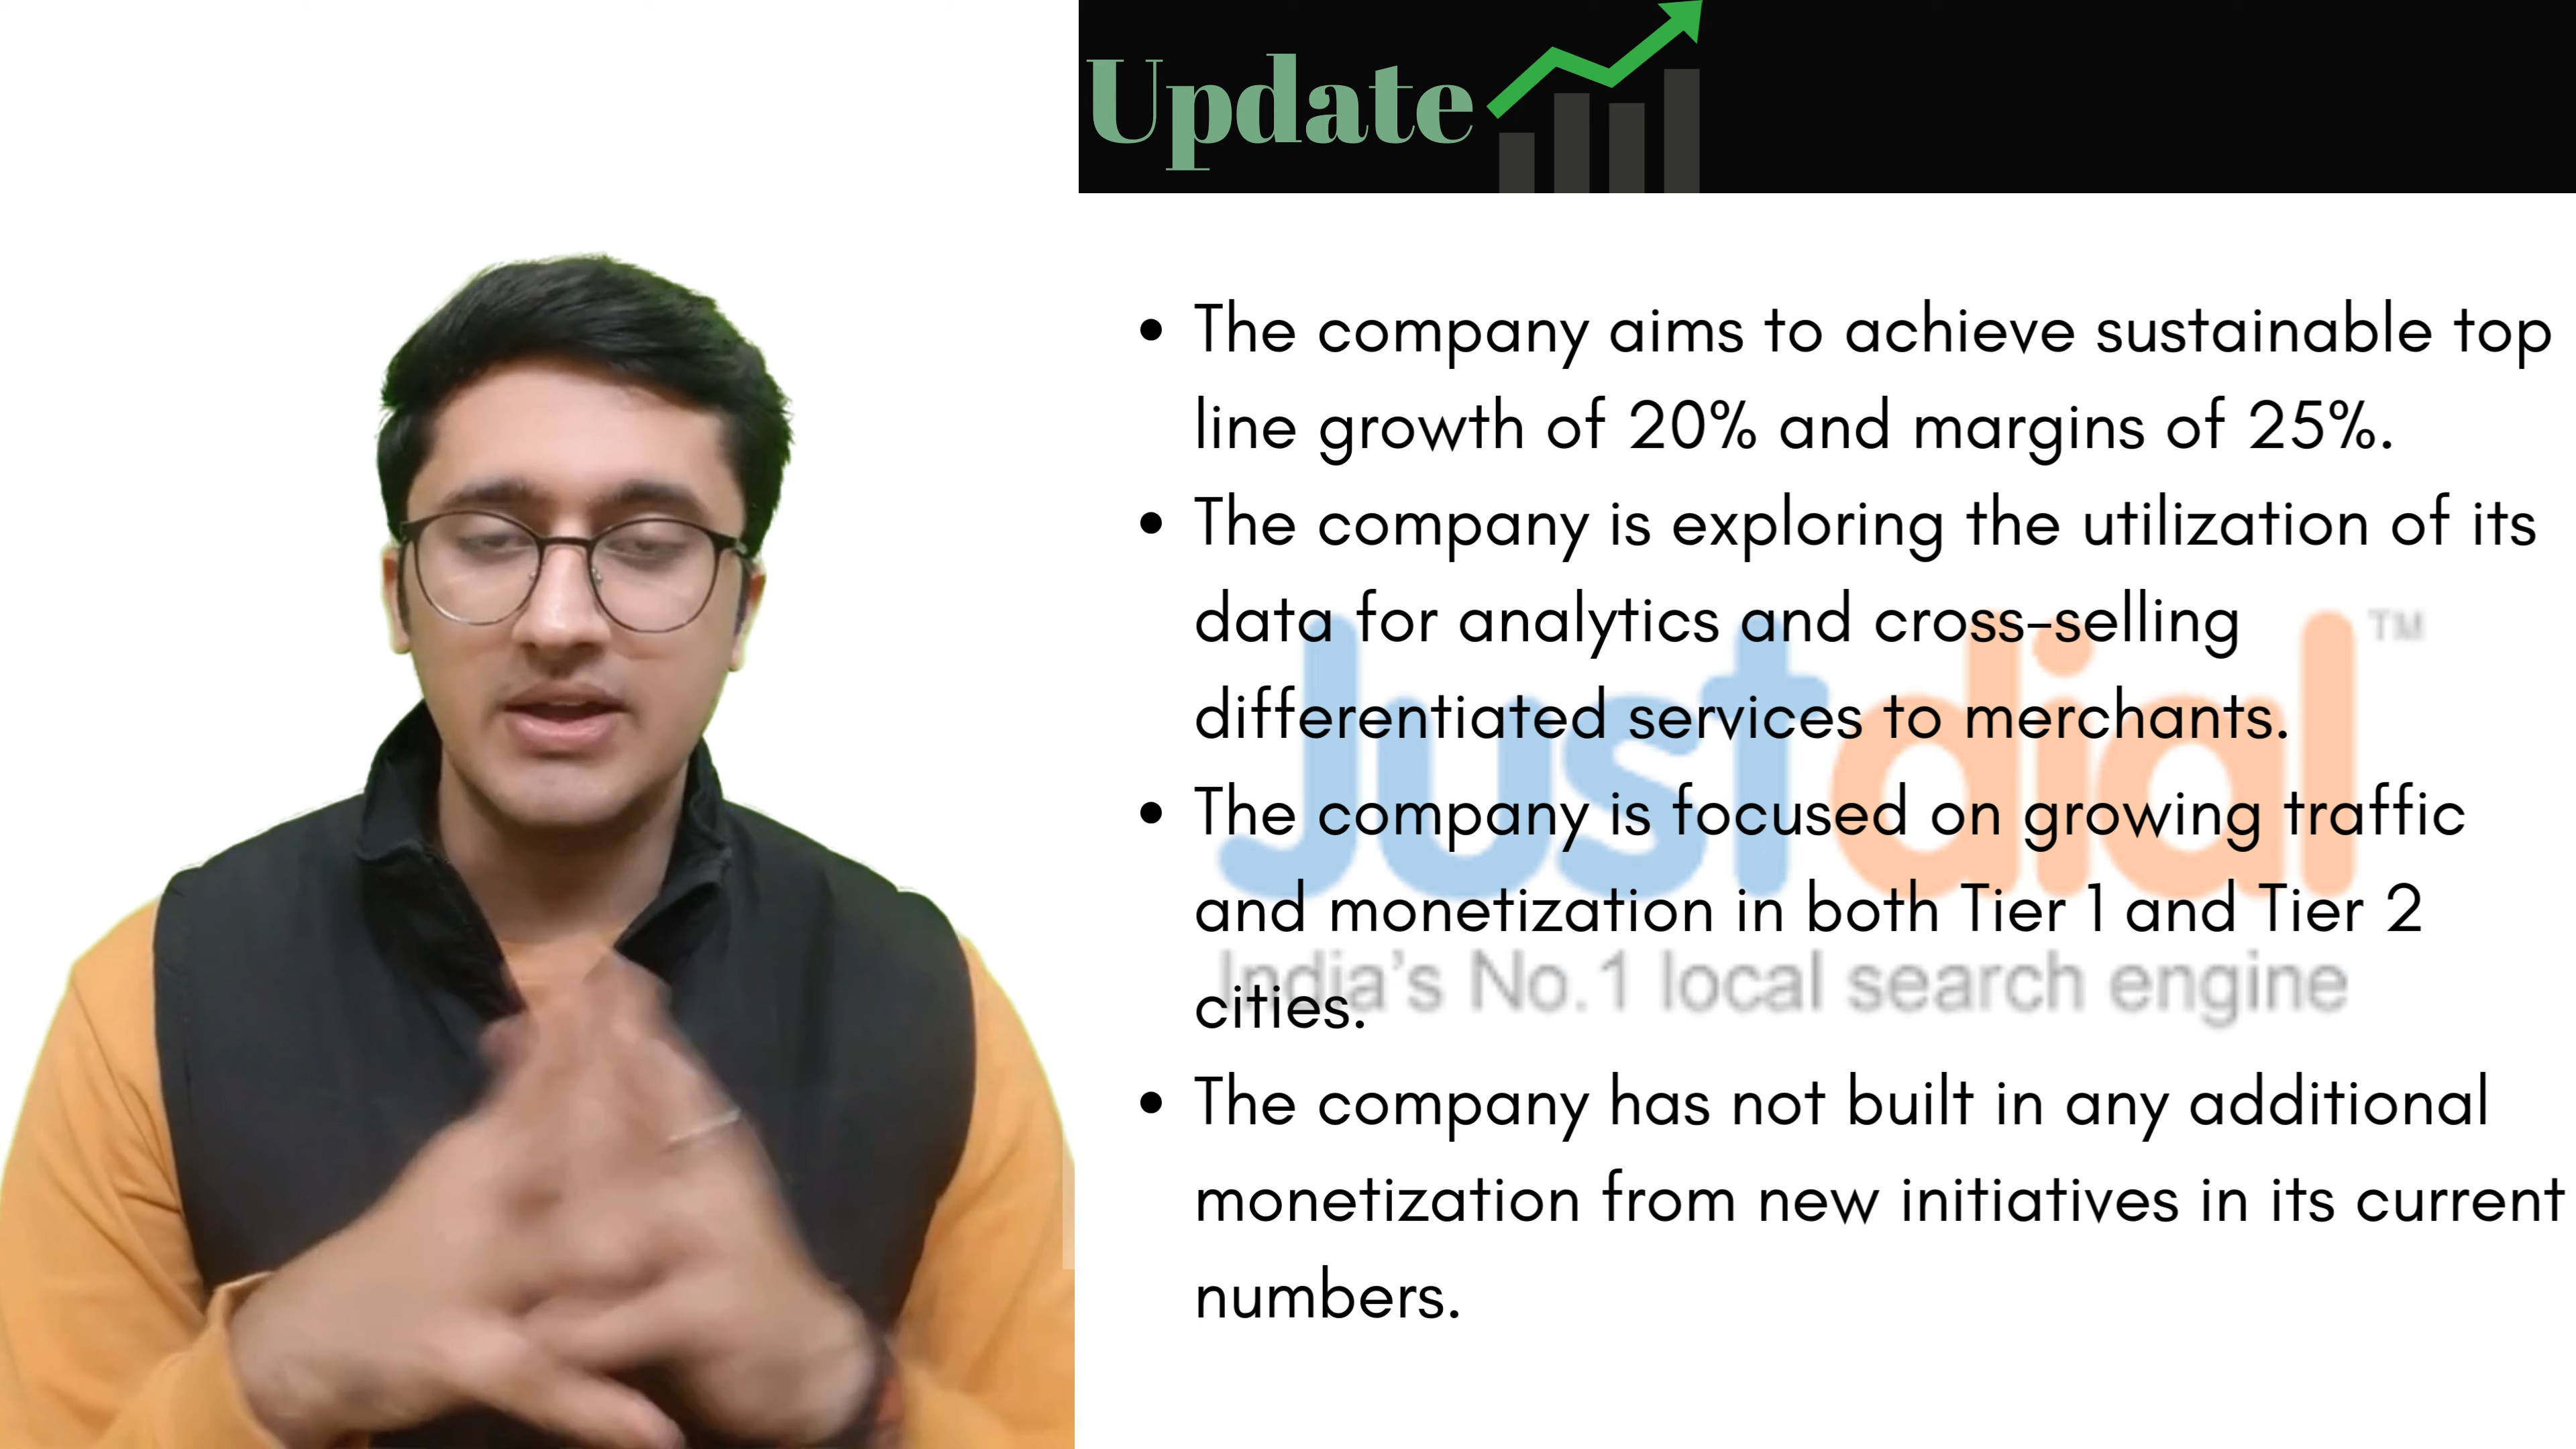 Update
• The company aims to achieve sustainable top
line growth of 20% and margins of 25%.
• The company is exploring the utilization of its
data for analytics and cross-selling
differentiated services to merchants.
• The company is focused on growing traffic
and monetization in both Tier 1 and Tier 2
cities.
• The company has not built in any additional
monetization from new initiatives in its current
numbers.
Justdial TM
India's No.1 local search engine